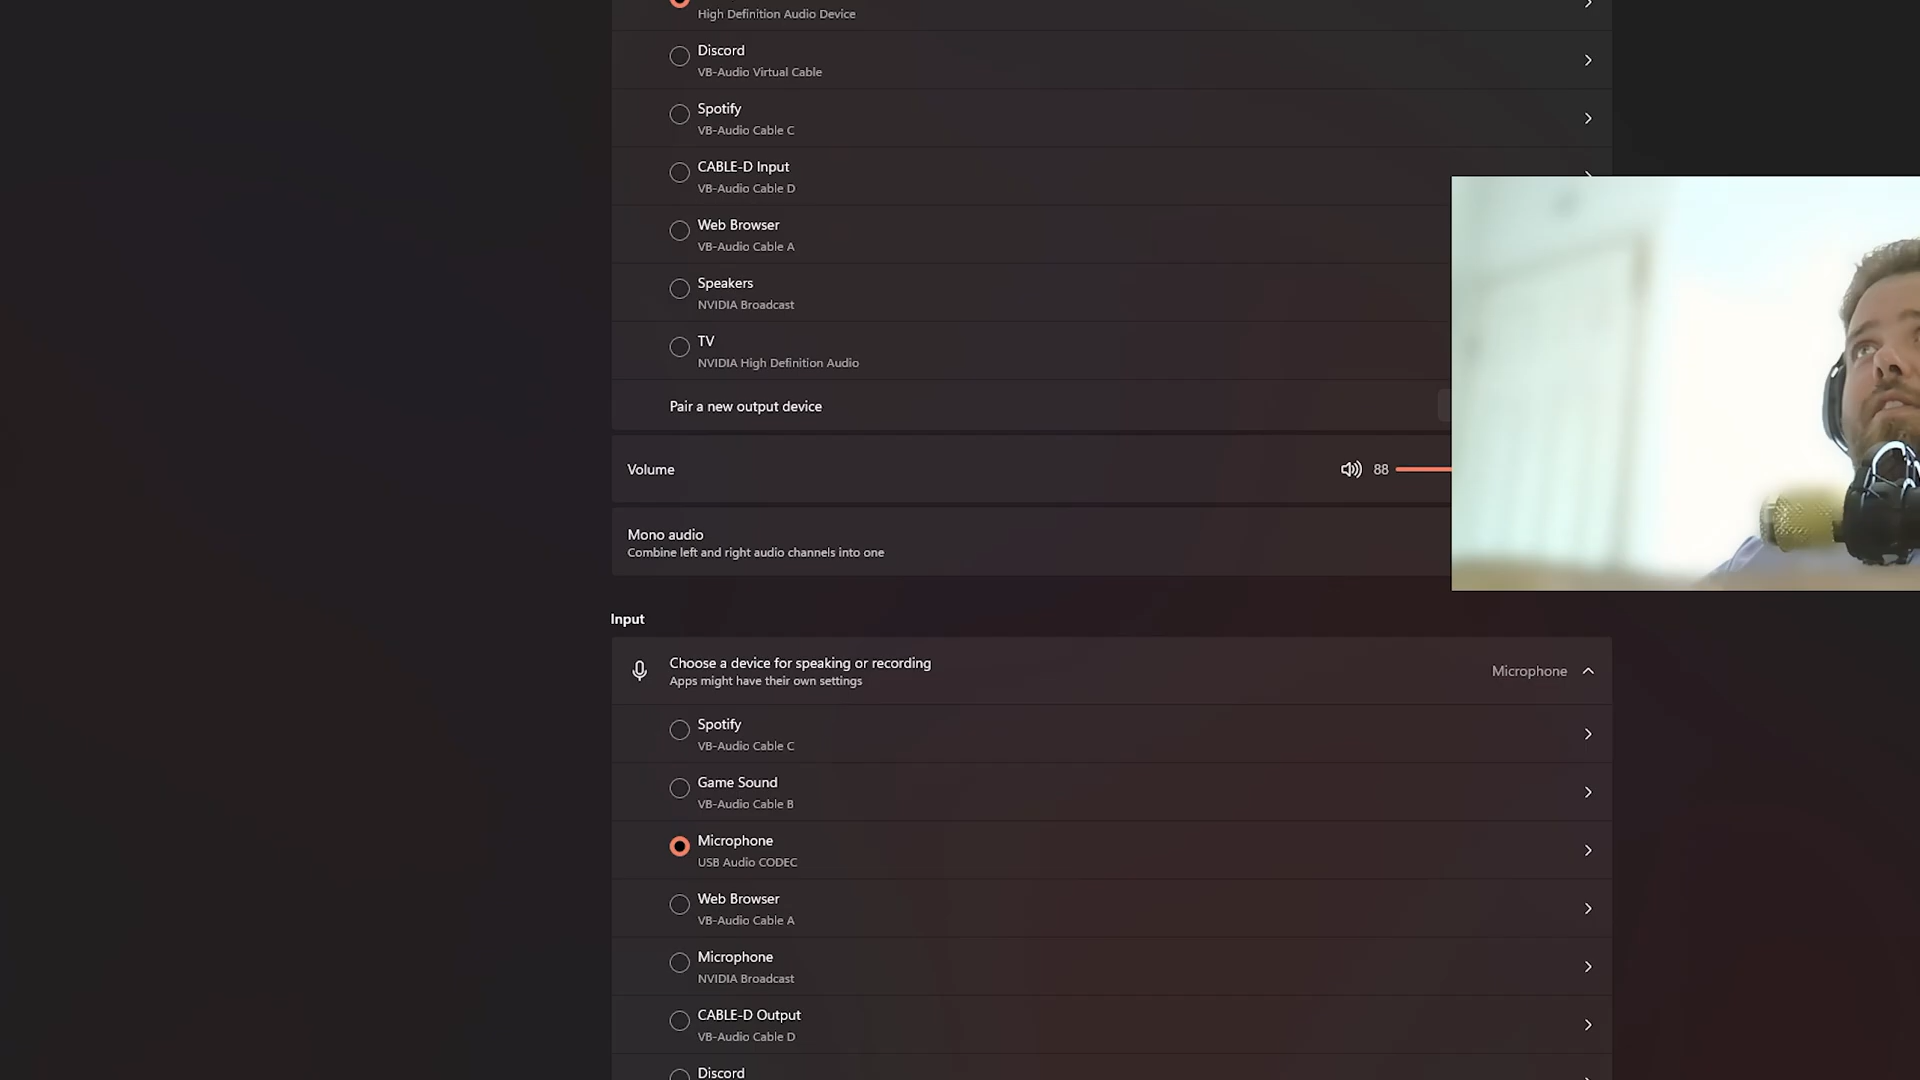 High Definition Audio Device
Discord
VB-Audio Virtual Cable
Spotify
VB-Audio Cable C
CABLE-D Input
VB-Audio Cable D
Web Browser
VB-Audio Cable A
Speakers
NVIDIA Broadcast
TV
NVIDIA High Definition Audio
Pair a new output device
Volume
88
Mono audio
Combine left and right audio channels into one
Input
Choose a device for speaking or recording
Apps might have their own settings
Microphone
Spotify
VB-Audio Cable C
Game Sound
VB-Audio Cable B
Microphone
USB Audio CODEC
Web Browser
VB-Audio Cable A
Microphone
NVIDIA Broadcast
CABLE-D Output
VB-Audio Cable D
Discord